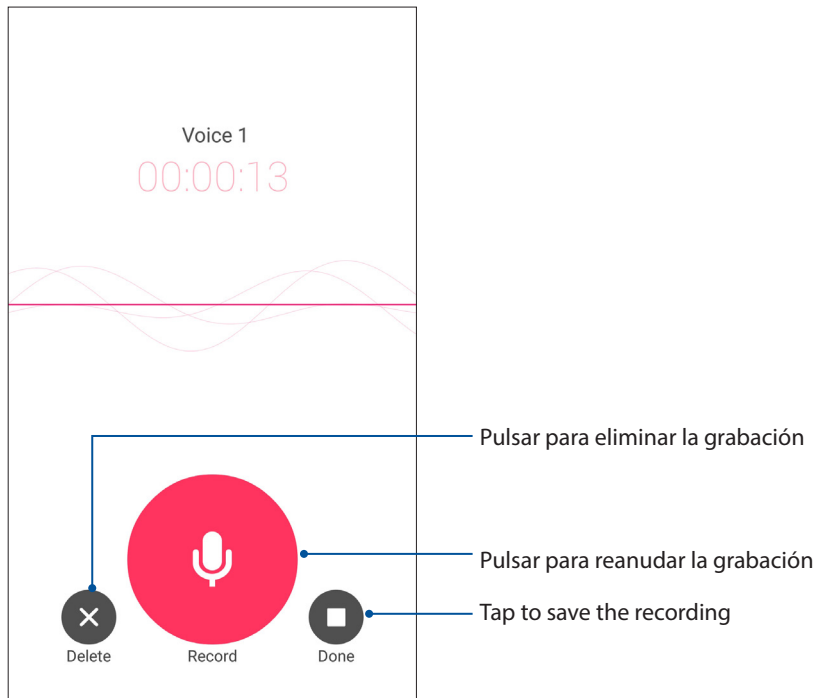 Voice 1
00:00:13
Pulsar para eliminar la grabación
Pulsar para reanudar la grabación
Tap to save the recording
Delete
Record
Done